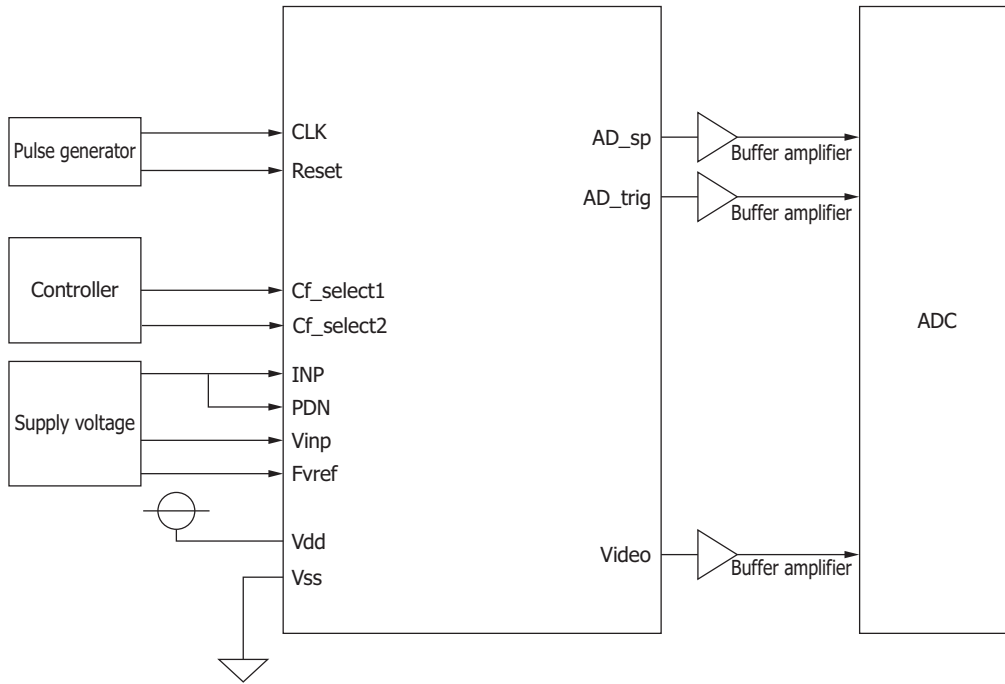 Pulse generator
CLK
Reset
Controller
Cf_select1
Cf_select2
Supply voltage
INP
PDN
Vinp
Fvref
Vdd
Vss
AD_sp
Buffer amplifier
AD_trig
Buffer amplifier
Video
Buffer amplifier
ADC